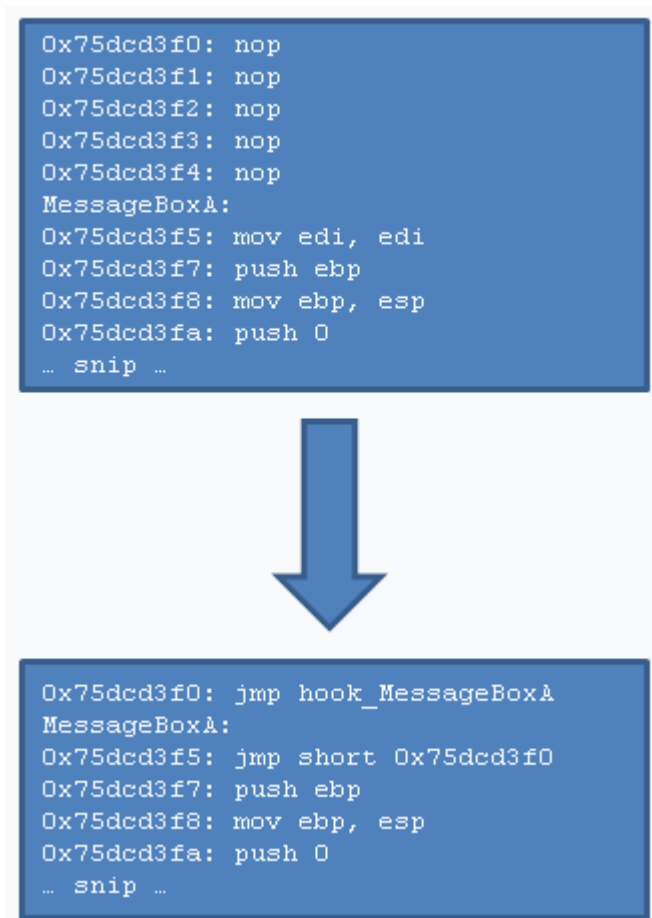 0x75dcd3f0: nop
0x75dcd3f1: nop
0x75dcd3f2: nop
0x75dcd3f3: nop
0x75dcd3f4: nop
MessageBoxA:
0x75dcd3f5: mov edi, edi
0x75dcd3f7: push ebp
0x75dcd3f8: mov ebp, esp
0x75dcd3fa: push 0
… snip …
0x75dcd3f0: jmp hook_MessageBoxA
MessageBoxA:
0x75dcd3f5: jmp short 0x75dcd3f0
0x75dcd3f7: push ebp
0x75dcd3f8: mov ebp, esp
0x75dcd3fa: push 0
… snip …